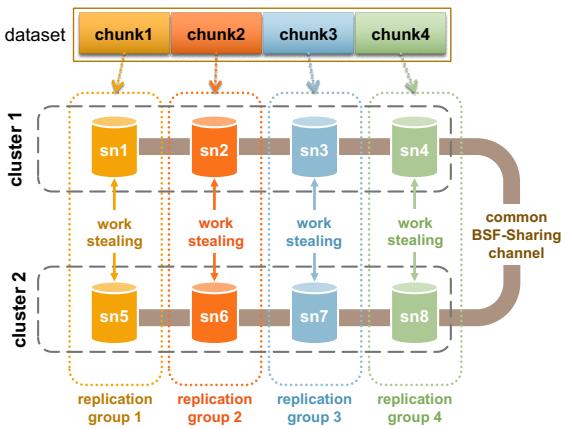 dataset chunk1 chunk2 chunk3 chunk4
cluster 1
sn1 sn2 sn3 sn4
work stealing
work stealing
work stealing
work stealing
common
BSF-Sharing
channel
cluster 2
sn5 sn6 sn7 sn8
replication group 1
replication group 2
replication group 3
replication group 4